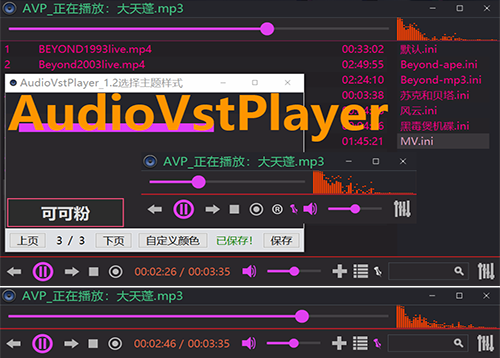 AVP_正在播放：大天蓬.mp3
1 BEYOND1993live.mp4 00:33:02 默认.ini
2 Beyond2003live.mp4 02:49:55 Beyond-ape.ini
02:24:10 Beyond-mp3.ini
AudioVstPlayer_1.2选择主题样式
00:03:38 苏克和贝塔.ini
AudioVstPlayer
风云.ini
黑霉煲机碟.ini
01:45:21 MV.ini
AVP_正在播放：大天蓬.mp3
可可粉
上页 3 / 3 下页 自定义颜色 已保存! 保存
00:02:26 / 00:03:35
AVP_正在播放：大天蓬.mp3
00:02:46 / 00:03:35